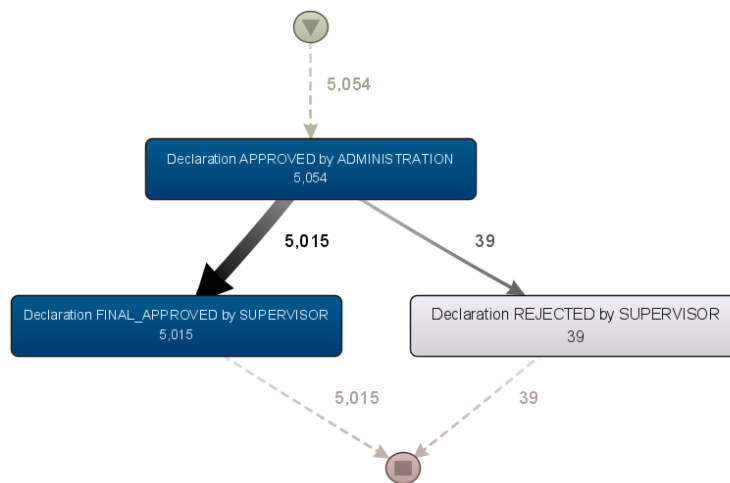 5,054
Declaration APPROVED by ADMINISTRATION
5,054
5,015
39
Declaration FINAL_APPROVED by SUPERVISOR
5,015
Declaration REJECTED by SUPERVISOR
39
5,015
39